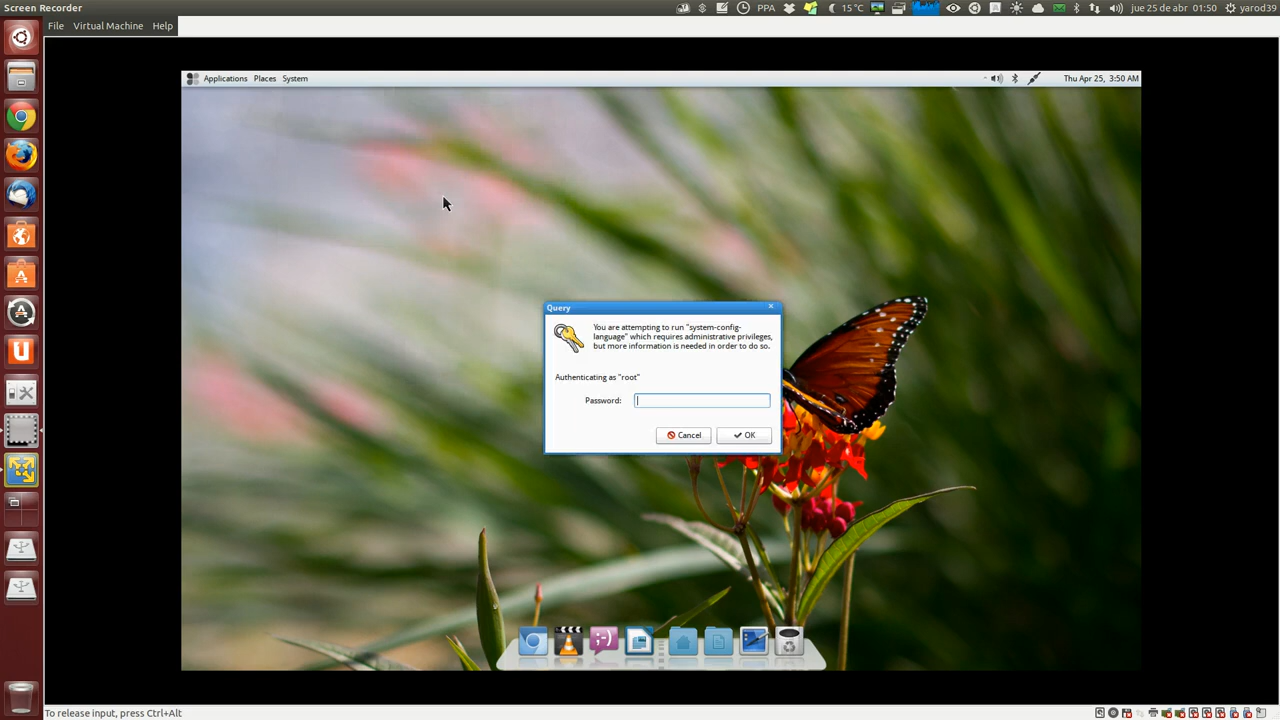 Screen Recorder
PPA
15 °C
jue 25 de abr 01:50
yarod39
File Virtual Machine Help
Applications Places System
Thu Apr 25, 3:50 AM
Query
You are attempting to run "system-config-
language" which requires administrative privileges,
but more information is needed in order to do so.
Authenticating as "root"
Password:
Cancel
OK
To release input, press Ctrl+Alt